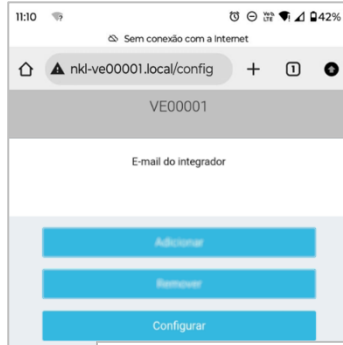 11:10
42%
Sem conexão com a Internet
nkl-ve00001.local/config
1
VE00001
E-mail do integrador
Adicionar
Remover
Configurar